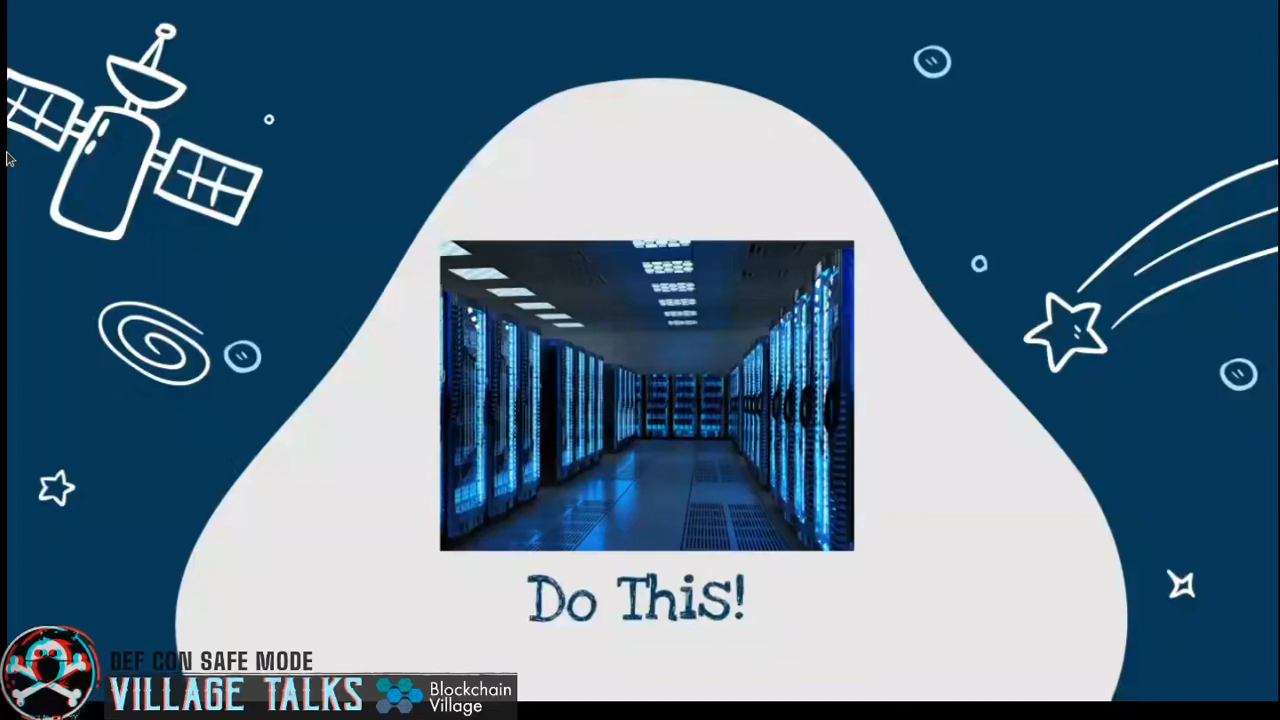 Do This!
DEF CON SAFE MODE
VILLAGE TALKS
Blockchain
Village